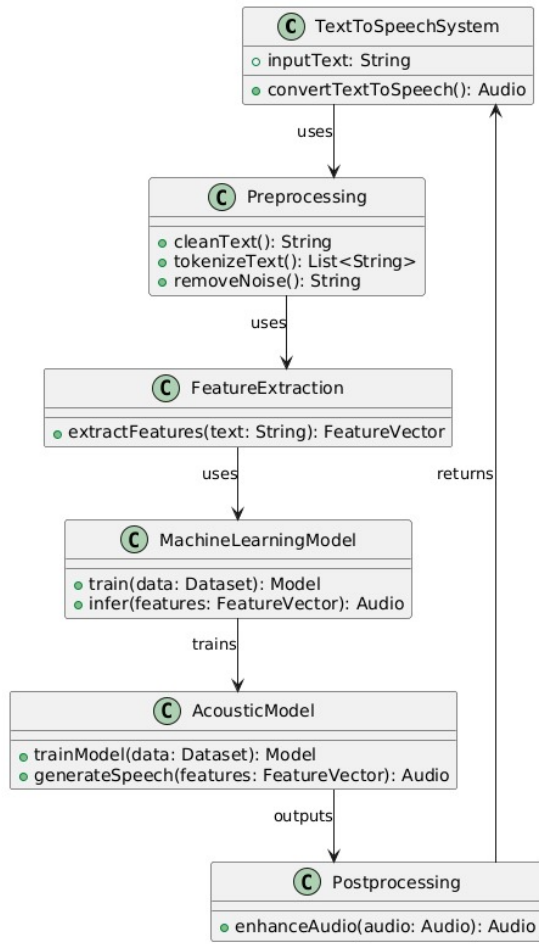 C TextToSpeechSystem
inputText: String
convertTextToSpeech(): Audio
uses
C Preprocessing
cleanText(): String
tokenizeText(): List<String>
removeNoise(): String
uses
C FeatureExtraction
extractFeatures(text: String): FeatureVector
uses
returns
C MachineLearningModel
train(data: Dataset): Model
infer(features: FeatureVector): Audio
trains
C AcousticModel
trainModel(data: Dataset): Model
generateSpeech(features: FeatureVector): Audio
outputs
C Postprocessing
enhanceAudio(audio: Audio): Audio